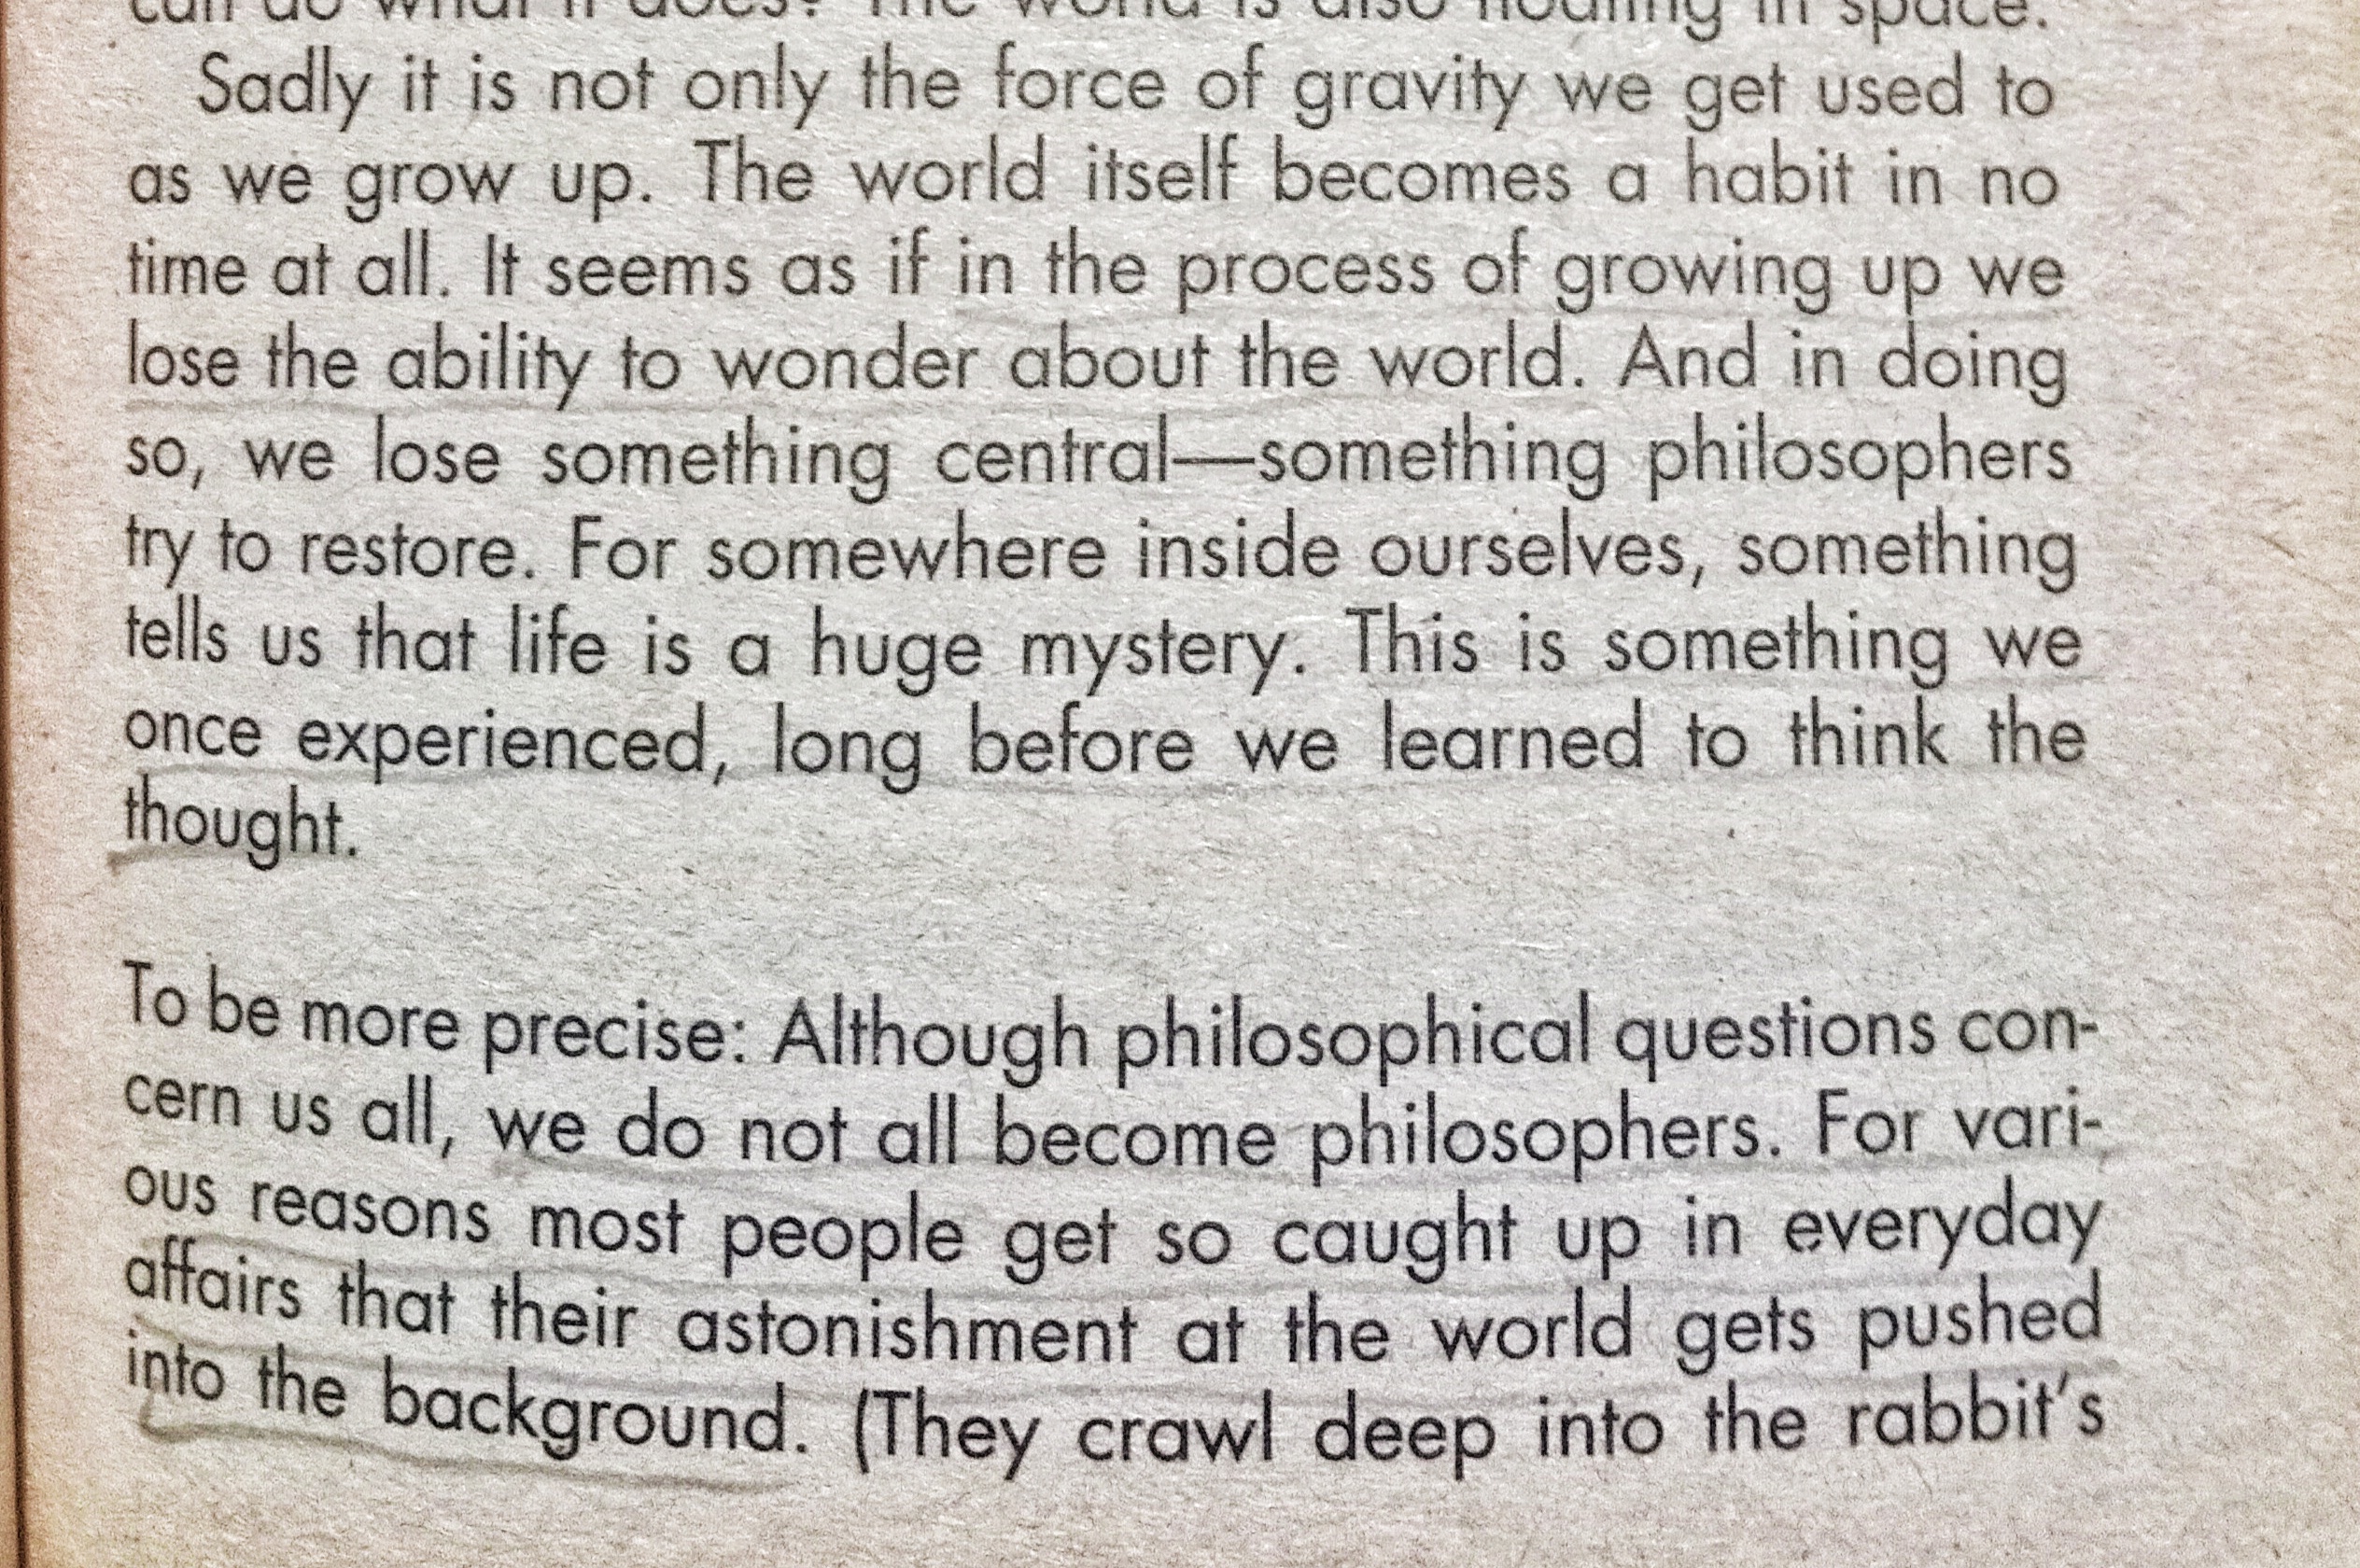 can do what it does? The world is also floating in space.
Sadly it is not only the force of gravity we get used to
as we grow up. The world itself becomes a habit in no
time at all. It seems as if in the process of growing up we
lose the ability to wonder about the world. And in doing
so, we lose something central—something philosophers
try to restore. For somewhere inside ourselves, something
tells us that life is a huge mystery. This is something we
once experienced, long before we learned to think the
thought.
To be more precise: Although philosophical questions con-
cern us all, we do not all become philosophers. For vari-
ous reasons most people get so caught up in everyday
affairs that their astonishment at the world gets pushed
into the background. (They crawl deep into the rabbit's